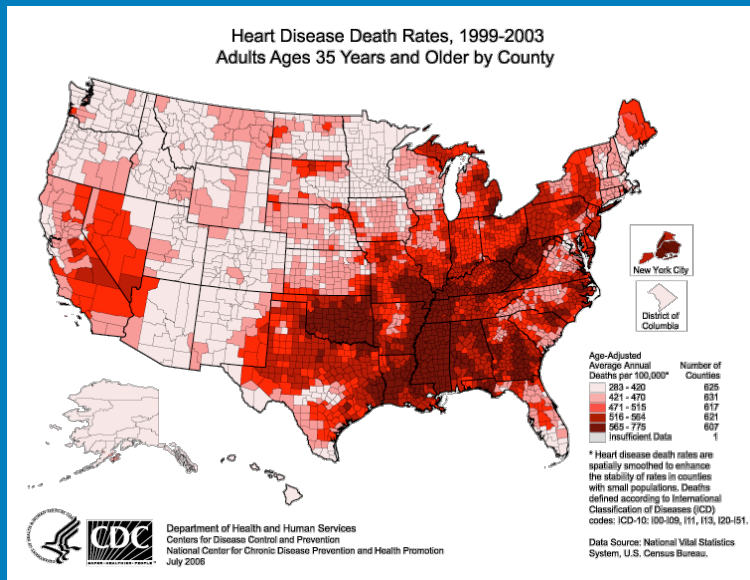 Heart Disease Death Rates, 1999-2003
Adults Ages 35 Years and Older by County
New York City
District of
Columbia
Age-Adjusted
Average Annual
Deaths per 100,000*
Number of
Counties
283 - 420 625
421 - 470 631
471 - 515 617
516 - 564 621
565 - 775 607
Insufficient Data 1
* Heart disease death rates are
spatially smoothed to enhance
the stability of rates in counties
with small populations. Deaths
defined according to International
Classification of Diseases (ICD)
codes: ICD-10: I00-I09, I11, I13, I20-I51.
Data Source: National Vital Statistics
System, U.S. Census Bureau.
CDC
SAFER•HEALTHIER•PEOPLE™
Department of Health and Human Services
Centers for Disease Control and Prevention
National Center for Chronic Disease Prevention and Health Promotion
July 2006